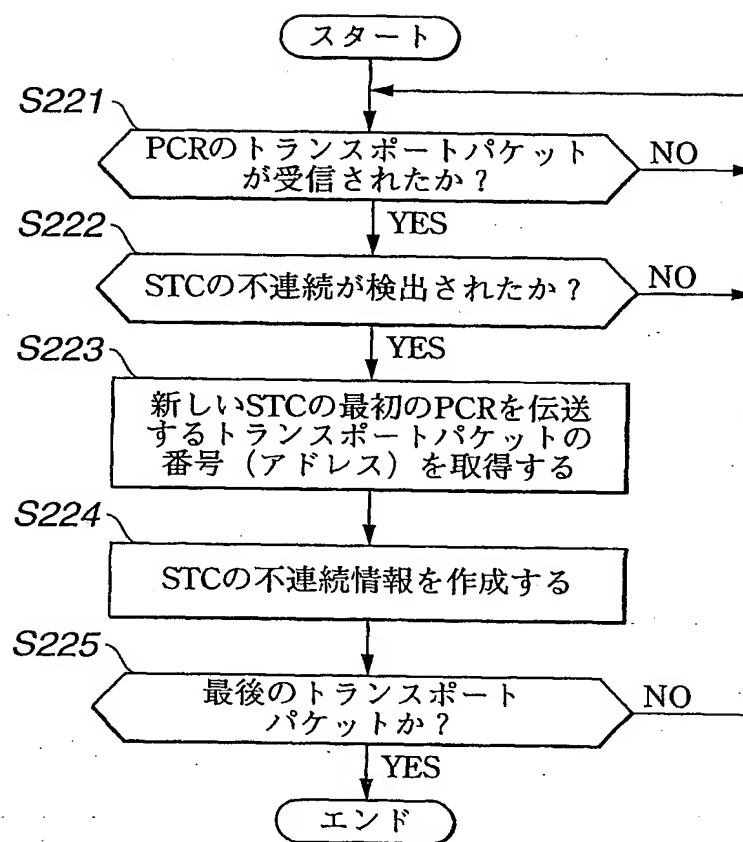 スタート
S221
PCRのトランスポートパケット
が受信されたか？
NO
YES
S222
STCの不連続が検出されたか？
NO
YES
S223
新しいSTCの最初のPCRを伝送
するトランスポートパケットの
番号（アドレス）を取得する
S224
STCの不連続情報を作成する
S225
最後のトランスポート
パケットか？
NO
YES
エンド